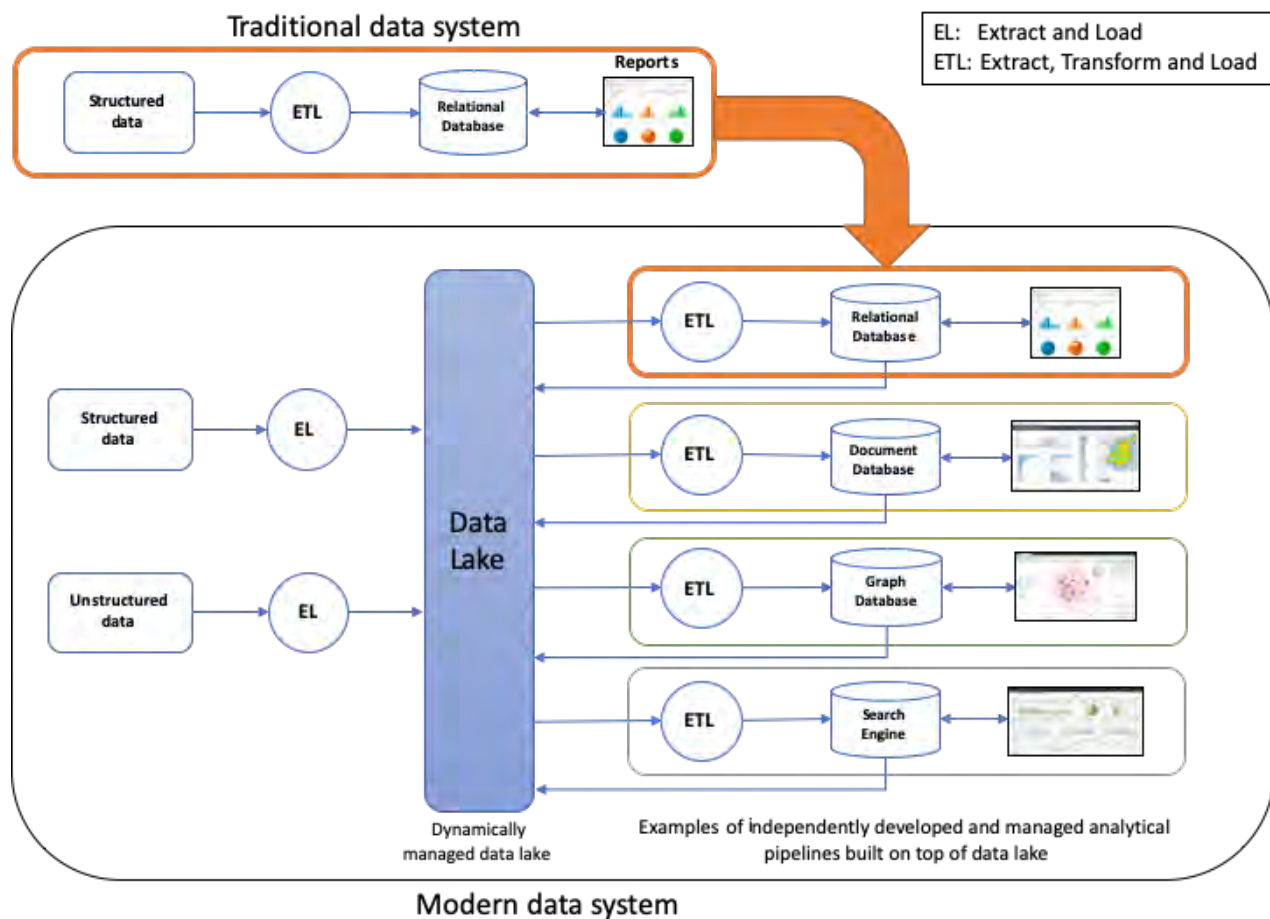 Traditional data system
EL: Extract and Load
ETL: Extract, Transform and Load
Reports
Structured
data
ETL
Relational
Database
ETL
Relational
Database
Structured
data
EL
ETL
Document
Database
Data
Lake
Unstructured
data
EL
ETL
Graph
Database
ETL
Search
Engine
Dynamically
managed data lake
Examples of independently developed and managed analytical
pipelines built on top of data lake
Modern data system